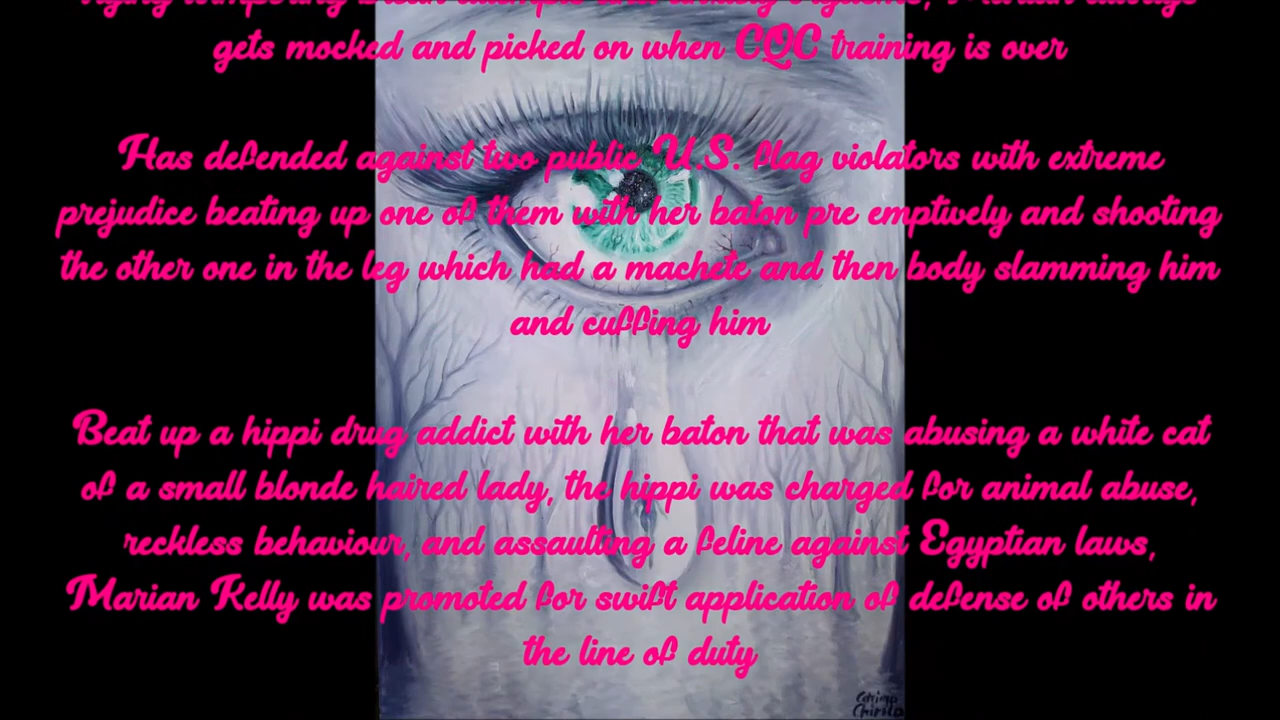 gets mocked and picked on when CQC training is over
Has defended against two public U.S. flag violators with extreme
prejudice beating up one of them with her baton pre emptively and shooting
the other one in the leg which had a machete and then body slamming him
and cuffing him
Beat up a hippi drug addict with her baton that was abusing a white cat
of a small blonde haired lady, the hippi was charged for animal abuse,
reckless behaviour, and assaulting a feline against Egyptian laws,
Marian Kelly was promoted for swift application of defense of others in
the line of duty